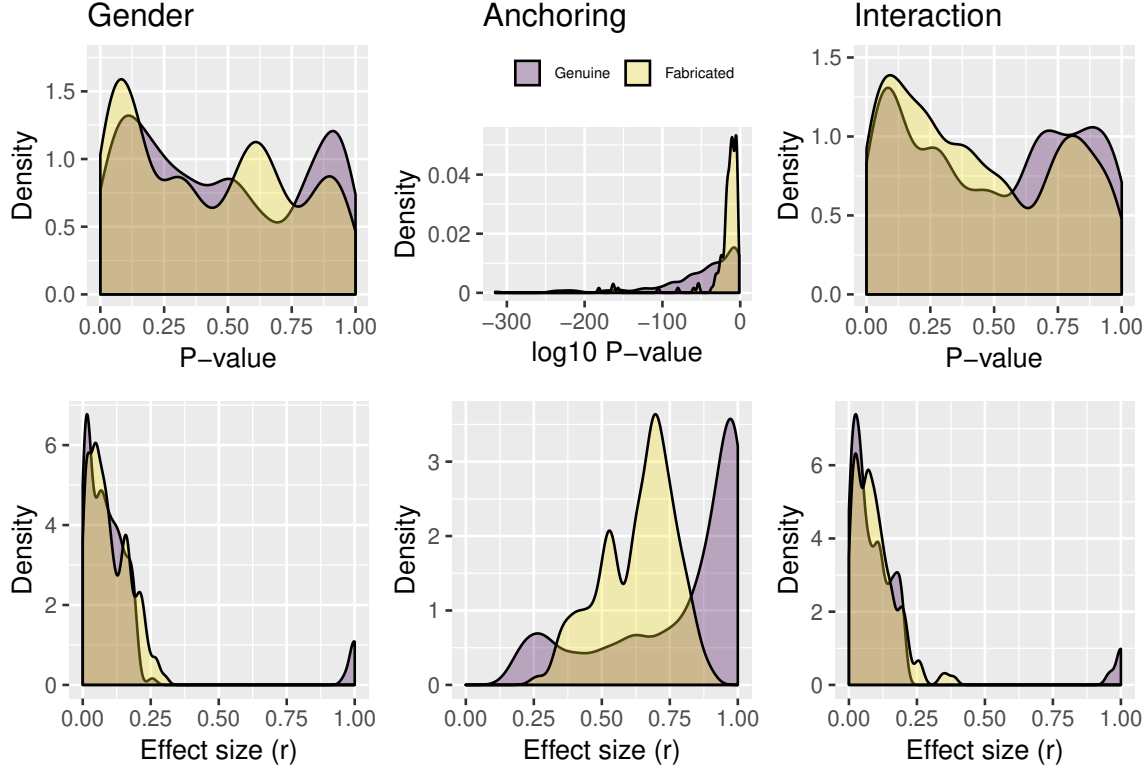 Gender
Anchoring
Interaction
Genuine
Fabricated
Density
1.5
1.0
0.5
0.0
0.00 0.25 0.50 0.75 1.00
P−value
Density
0.04
0.02
0
−300 −200 −100 0
log10 P−value
Density
1.5
1.0
0.5
0.0
0.00 0.25 0.50 0.75 1.00
P−value
Density
6
4
2
0
0.00 0.25 0.50 0.75 1.00
Effect size (r)
Density
3
2
1
0
0.00 0.25 0.50 0.75 1.00
Effect size (r)
Density
6
4
2
0
0.00 0.25 0.50 0.75 1.00
Effect size (r)